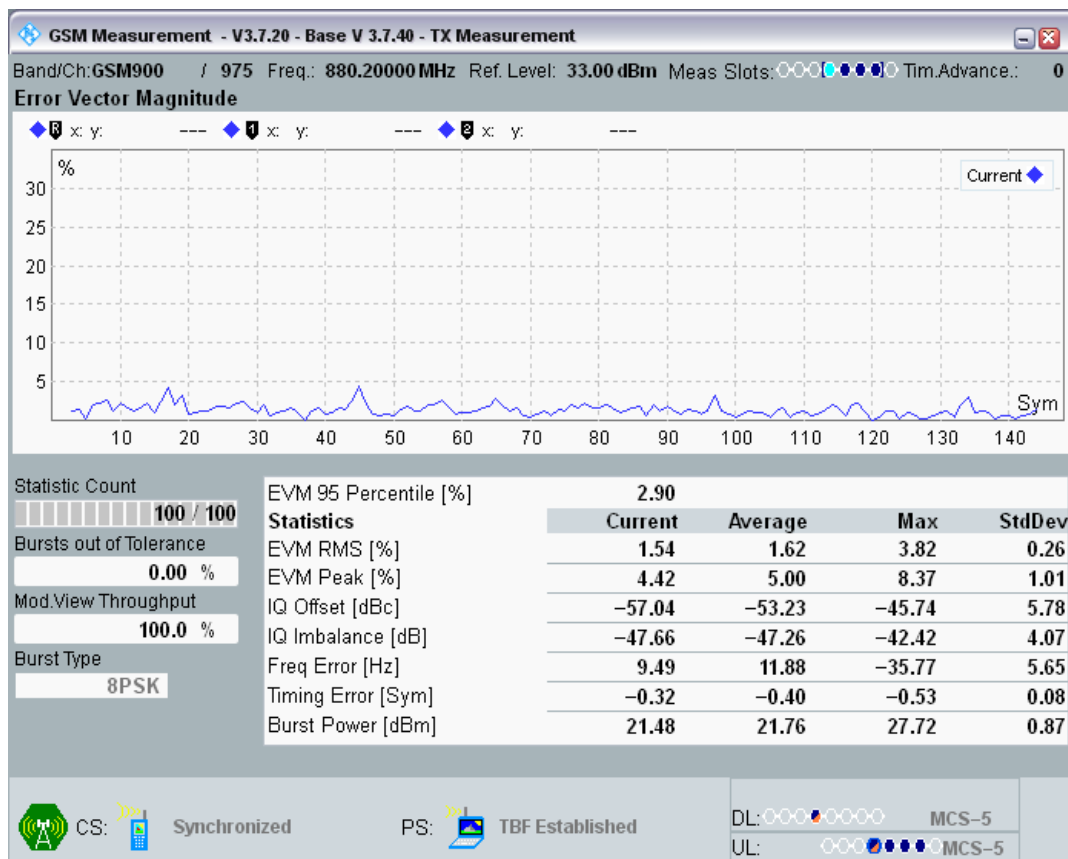 GSM Measurement - V3.7.20 - Base V 3.7.40 - TX Measurement
Band/Ch:GSM900 / 975 Freq.: 880.20000 MHz Ref. Level: 33.00 dBm Meas Slots: Tim.Advance.: 0
Error Vector Magnitude
R x: y: --- 1 x: y: --- 2 x: y: ---
%
Current
30
25
20
15
10
5
Sym
10 20 30 40 50 60 70 80 90 100 110 120 130 140
Statistic Count
100 / 100
Bursts out of Tolerance
0.00 %
Mod.View Throughput
100.0 %
Burst Type
8PSK
EVM 95 Percentile [%] 2.90
Statistics Current Average Max StdDev
EVM RMS [%] 1.54 1.62 3.82 0.26
EVM Peak [%] 4.42 5.00 8.37 1.01
IQ Offset [dBc] −57.04 −53.23 −45.74 5.78
IQ Imbalance [dB] −47.66 −47.26 −42.42 4.07
Freq Error [Hz] 9.49 11.88 −35.77 5.65
Timing Error [Sym] −0.32 −0.40 −0.53 0.08
Burst Power [dBm] 21.48 21.76 27.72 0.87
CS: Synchronized PS: TBF Established
DL: MCS−5
UL: MCS−5